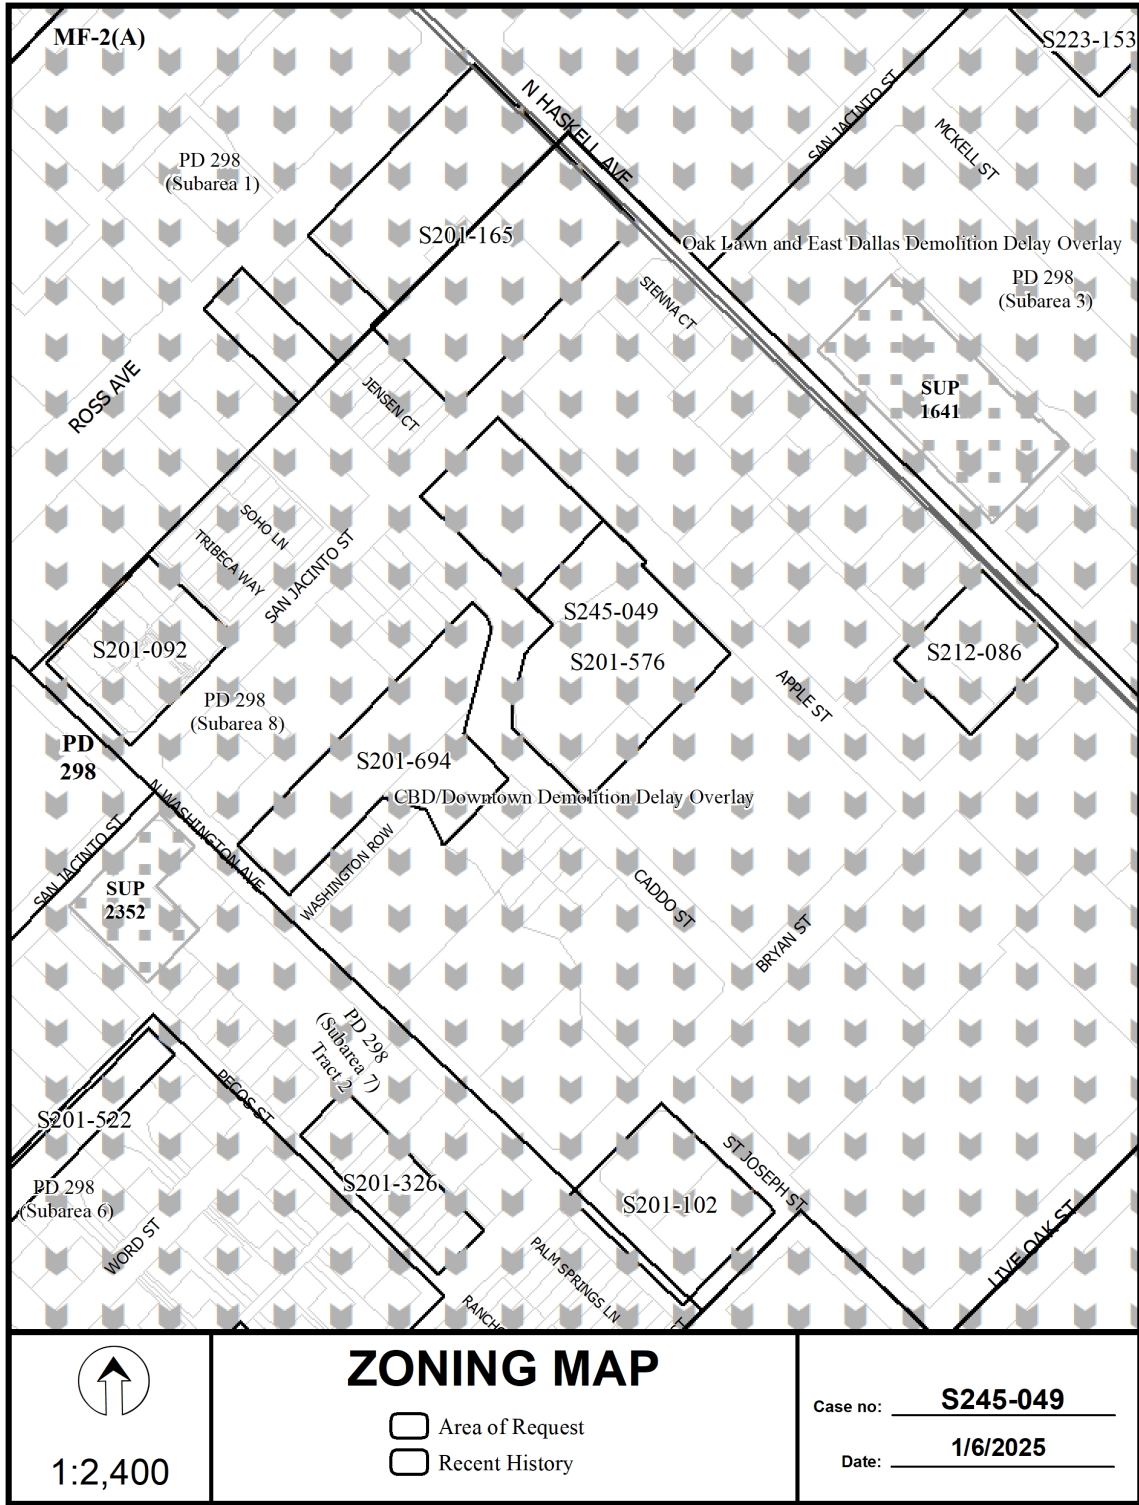 MF-2(A)
S223-153
N HASKELL AVE
SAN JACINTO ST
MCKELL ST
PD 298
(Subarea 1)
S201-165
Oak Lawn and East Dallas Demolition Delay Overlay
PD 298
(Subarea 3)
SIENNA CT
ROSS AVE
JENSEN CT
SUP
1641
SOHO LN
TRIBECA WAY
SAN JACINTO ST
S245-049
S201-576
S201-092
S212-086
PD 298
(Subarea 8)
APPLE ST
PD
298
S201-694
CBD/Downtown Demolition Delay Overlay
N WASHINGTON AVE
SAN JACINTO ST
WASHINGTON ROW
SUP
2352
CADDO ST
BRYAN ST
PD 298
(Subarea 7)
Tract 2
PECOS ST
S201-522
S201-326
ST JOSEPH ST
S201-102
PD 298
(Subarea 6)
WORD ST
PALM SPRINGS LN
LIVE OAK ST
ZONING MAP
Area of Request
Recent History
1:2,400
Case no: S245-049
Date: 1/6/2025